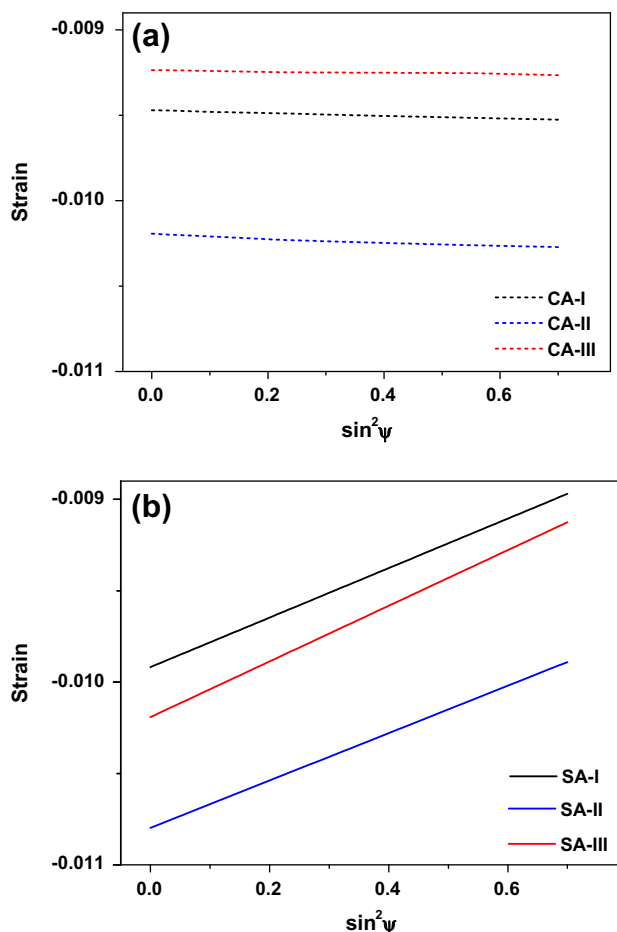 (a)
-0.009
-0.010
-0.011
Strain
CA-I
CA-II
CA-III
0.0 0.2 0.4 0.6
sin²ψ
(b)
-0.009
-0.010
-0.011
Strain
SA-I
SA-II
SA-III
0.0 0.2 0.4 0.6
sin²ψ